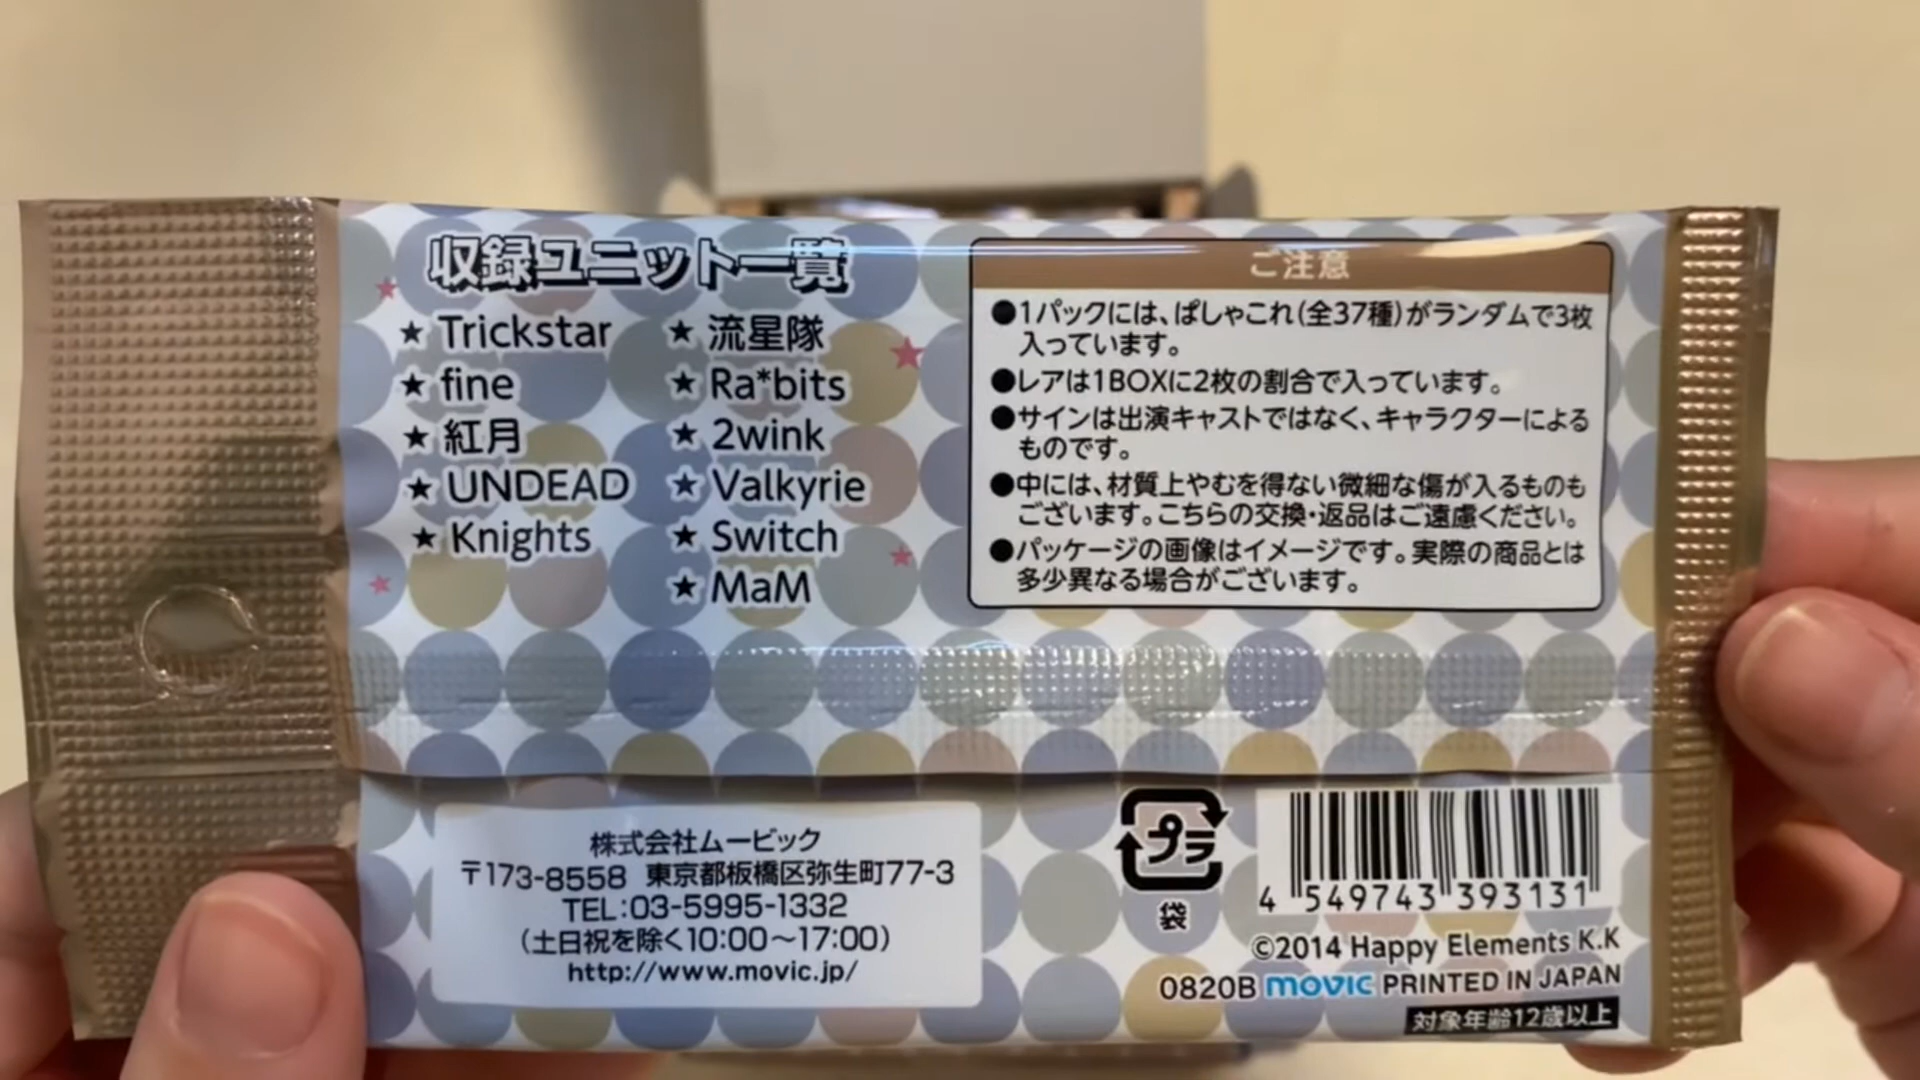 収録ユニット一覧
★ Trickstar
★ fine
★ 紅月
★ UNDEAD
★ Knights
★ 流星隊
★ Ra*bits
★ 2wink
★ Valkyrie
★ Switch
★ MaM
ご注意
●1パックには、ぱしゃこれ(全37種)がランダムで3枚
入っています。
●レアは1BOXに2枚の割合で入っています。
●サインは出演キャストではなく、キャラクターによる
ものです。
●中には、材質上やむを得ない微細な傷が入るものも
ございます。こちらの交換・返品はご遠慮ください。
●パッケージの画像はイメージです。実際の商品とは
多少異なる場合がございます。
株式会社ムービック
〒173-8558 東京都板橋区弥生町77-3
TEL:03-5995-1332
(土日祝を除く10:00~17:00)
http://www.movic.jp/
プラ
袋
4 549743 393131
©2014 Happy Elements K.K
0820B movic PRINTED IN JAPAN
対象年齢12歳以上